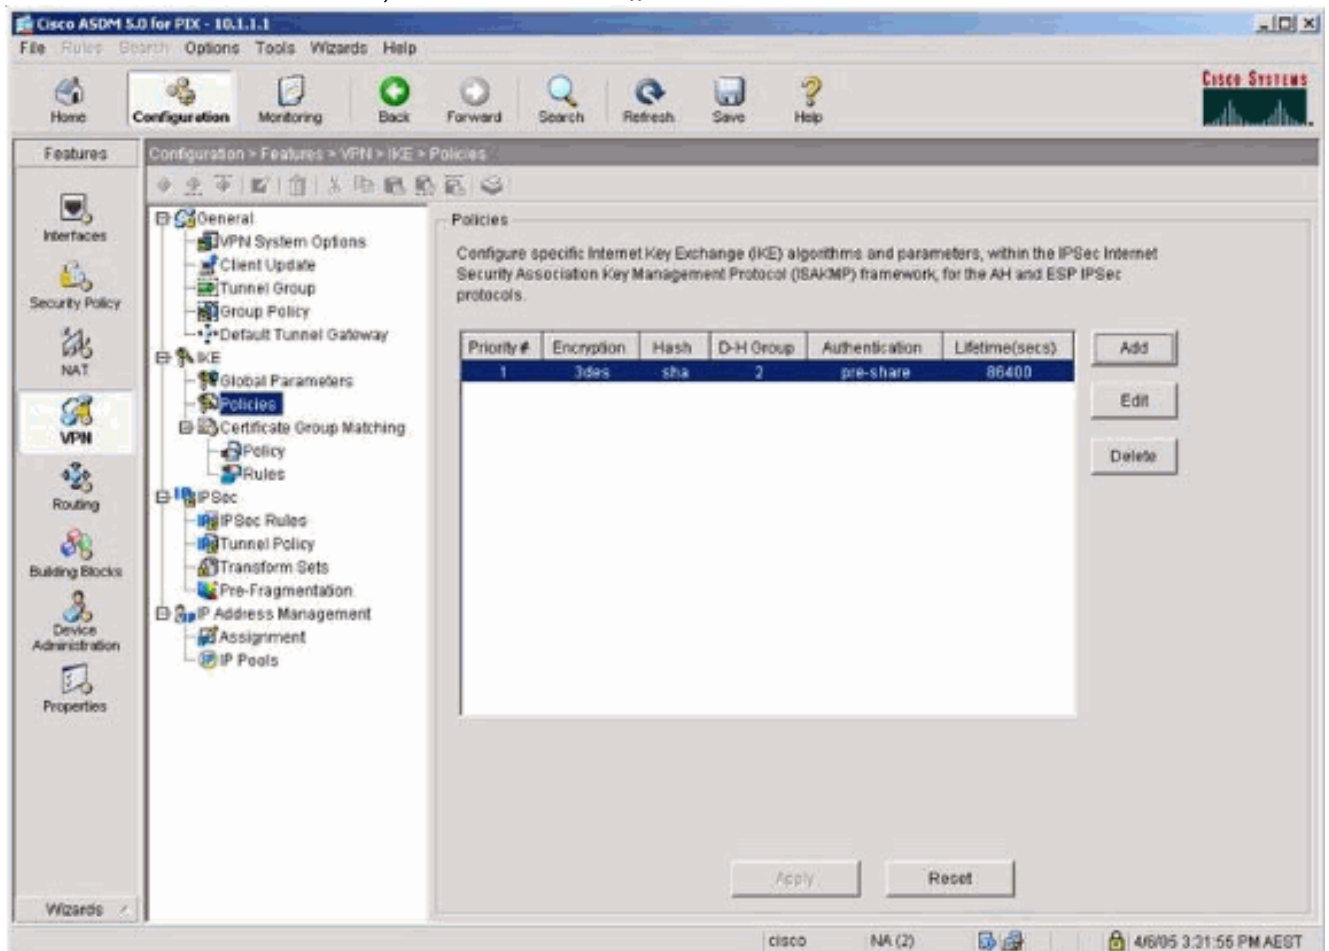 Cisco ASDM 5.0 for PIX - 10.1.1.1
File Rules Search Options Tools Wizards Help
Home Configuration Monitoring Back Forward Search Refresh Save Help
CISCO SYSTEMS
Features
Configuration > Features > VPN > IKE > Policies
Interfaces
Security Policy
NAT
VPN
Routing
Building Blocks
Device Administration
Properties
Wizards
General
VPN System Options
Client Update
Tunnel Group
Group Policy
Default Tunnel Gateway
IKE
Global Parameters
Policies
Certificate Group Matching
Policy
Rules
IPSec
IPSec Rules
Tunnel Policy
Transform Sets
Pre-Fragmentation
IP Address Management
Assignment
IP Pools
Policies
Configure specific Internet Key Exchange (IKE) algorithms and parameters, within the IPSec Internet
Security Association Key Management Protocol (ISAKMP) framework, for the AH and ESP IPSec
protocols.
Priority # Encryption Hash D-H Group Authentication Lifetime(secs)
1 3des sha 2 pre-share 86400
Add
Edit
Delete
Apply Reset
cisco NA (2) 4/6/05 3:31:55 PM AEST